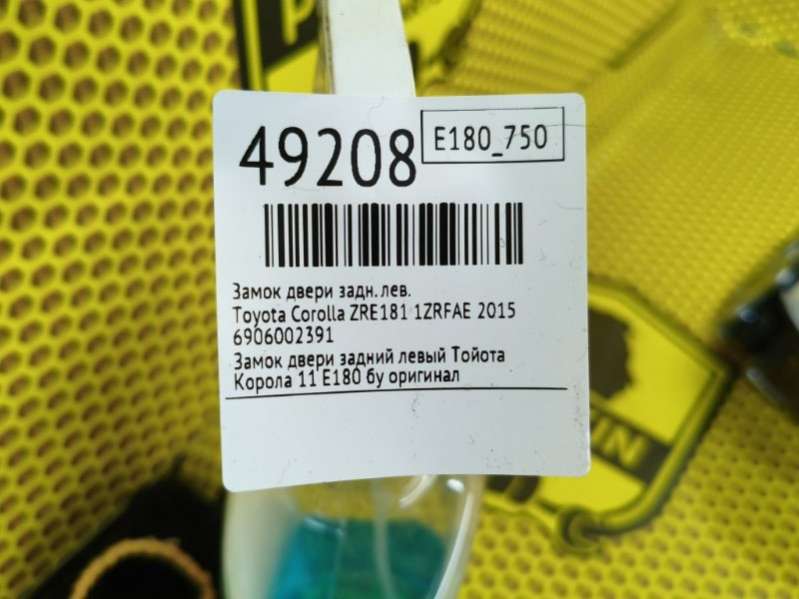 49208
E180_750
Замок двери задн. лев.
Toyota Corolla ZRE181 1ZRFAE 2015
6906002391
Замок двери задний левый Тойота
Корола 11 Е180 бу оригинал